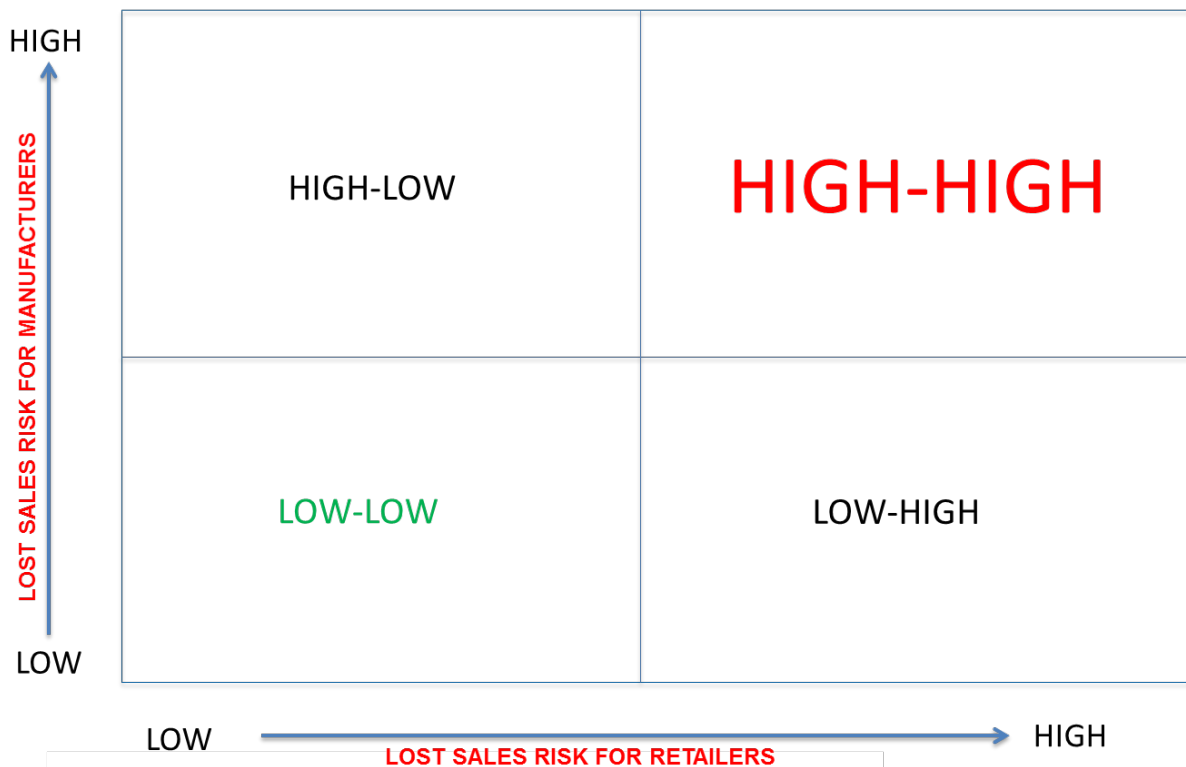 HIGH
HIGH-LOW
HIGH-HIGH
LOST SALES RISK FOR MANUFACTURERS
LOW-LOW
LOW-HIGH
LOW
LOW
HIGH
LOST SALES RISK FOR RETAILERS